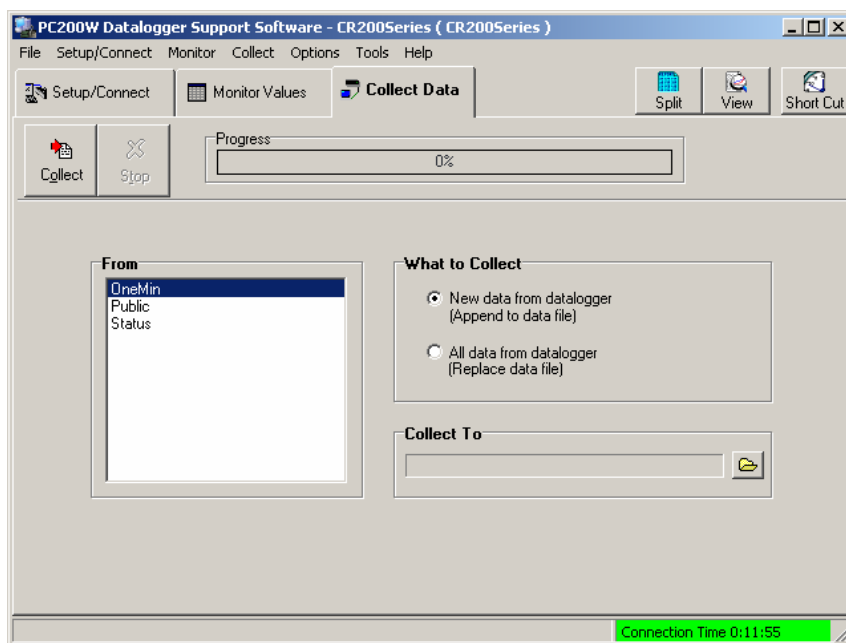 PC200W Datalogger Support Software - CR200Series ( CR200Series )
File Setup/Connect Monitor Collect Options Tools Help
Setup/Connect Monitor Values Collect Data Split View Short Cut
Progress
0%
Collect Stop
From
OneMin
Public
Status
What to Collect
New data from datalogger
(Append to data file)
All data from datalogger
(Replace data file)
Collect To
Connection Time 0:11:55